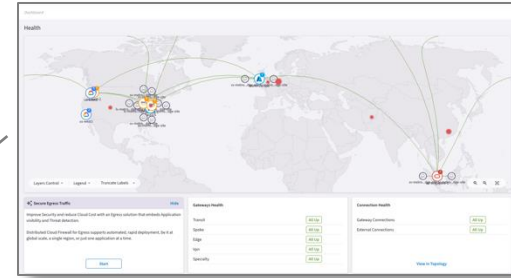 Dashboard
Health
Layers Control
Legend
Truncate Labels
Secure Egress Traffic
Hide
Improve Security and reduce Cloud Cost with an Egress solution that embeds Application
visibility and Threat detection.
Distributed Cloud Firewall for Egress supports automated, rapid deployment, be it at
global scale, a single region, or just one application at a time.
Start
Gateways Health
Transit
All Up
Spoke
All Up
Edge
All Up
Vpn
All Up
Specialty
All Up
Connection Health
Gateway Connections
All Up
External Connections
All Up
View in Topology